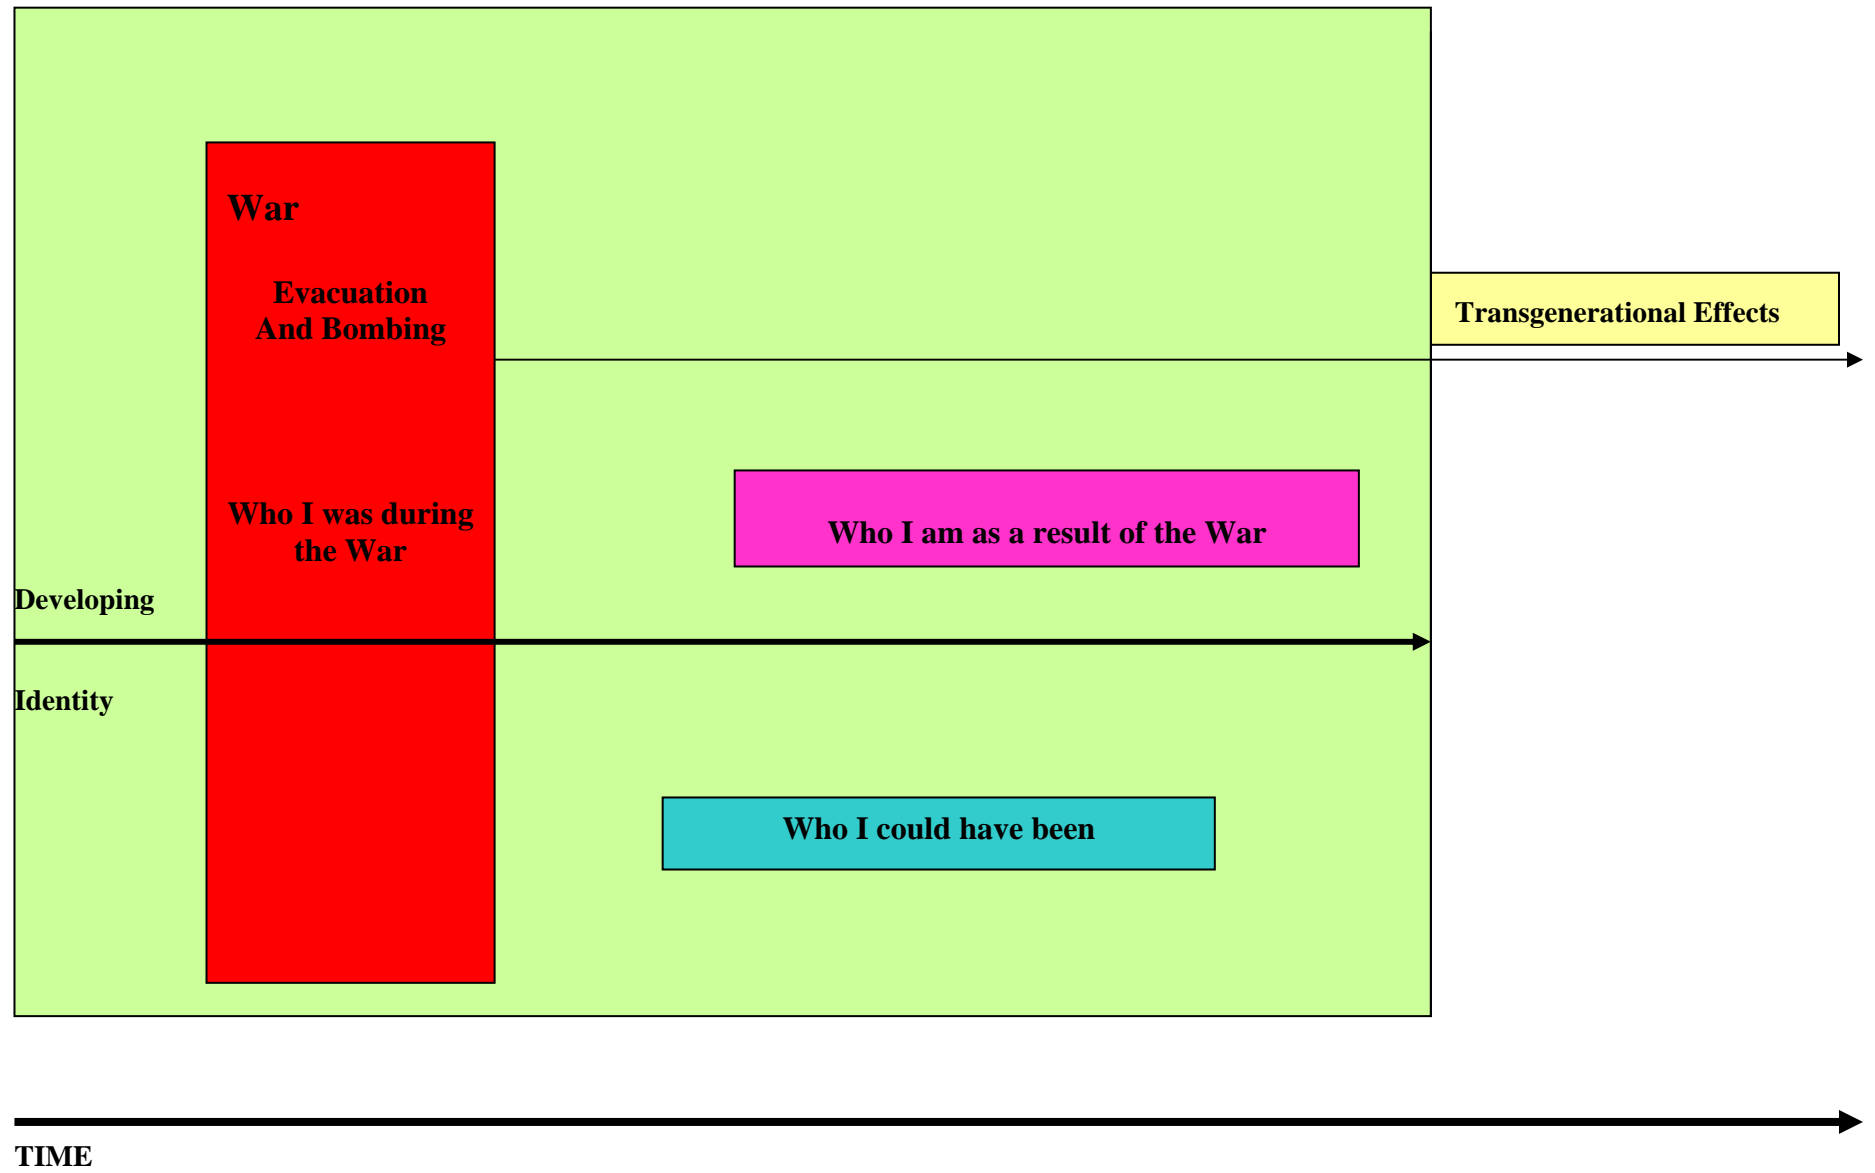 War
Evacuation
And Bombing
Transgenerational Effects
Who I was during
the War
Who I am as a result of the War
Developing
Identity
Who I could have been
TIME